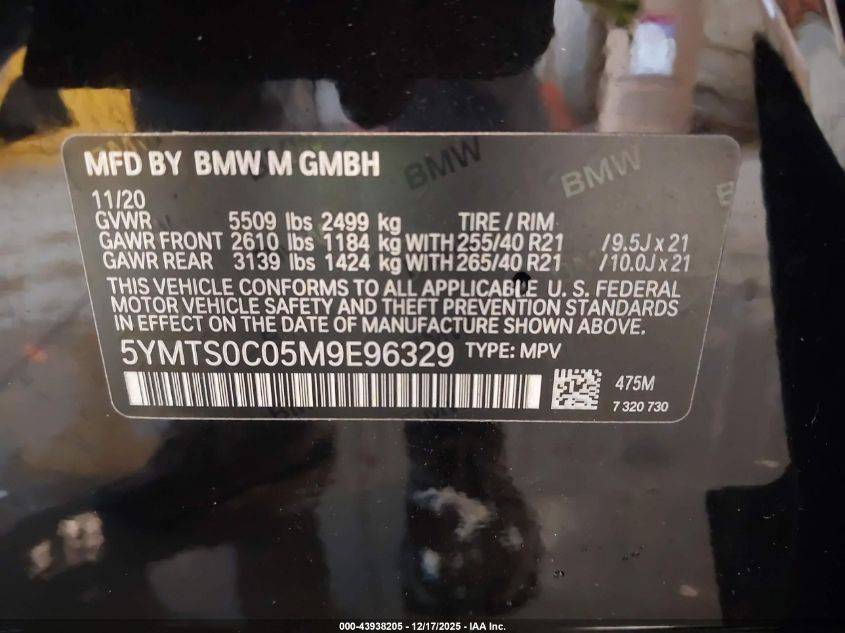 MFD BY BMW M GMBH
BMW
BMW
11/20
GVWR 5509 lbs 2499 kg TIRE / RIM
GAWR FRONT 2610 lbs 1184 kg WITH 255/40 R21 /9.5J x 21
GAWR REAR 3139 lbs 1424 kg WITH 265/40 R21 /10.0J x 21
THIS VEHICLE CONFORMS TO ALL APPLICABLE U. S. FEDERAL
MOTOR VEHICLE SAFETY AND THEFT PREVENTION STANDARDS
IN EFFECT ON THE DATE OF MANUFACTURE SHOWN ABOVE
5YMTS0C05M9E96329 TYPE: MPV
475M
7 320 730
000-43938205 - 12/17/2025 - IAA Inc.